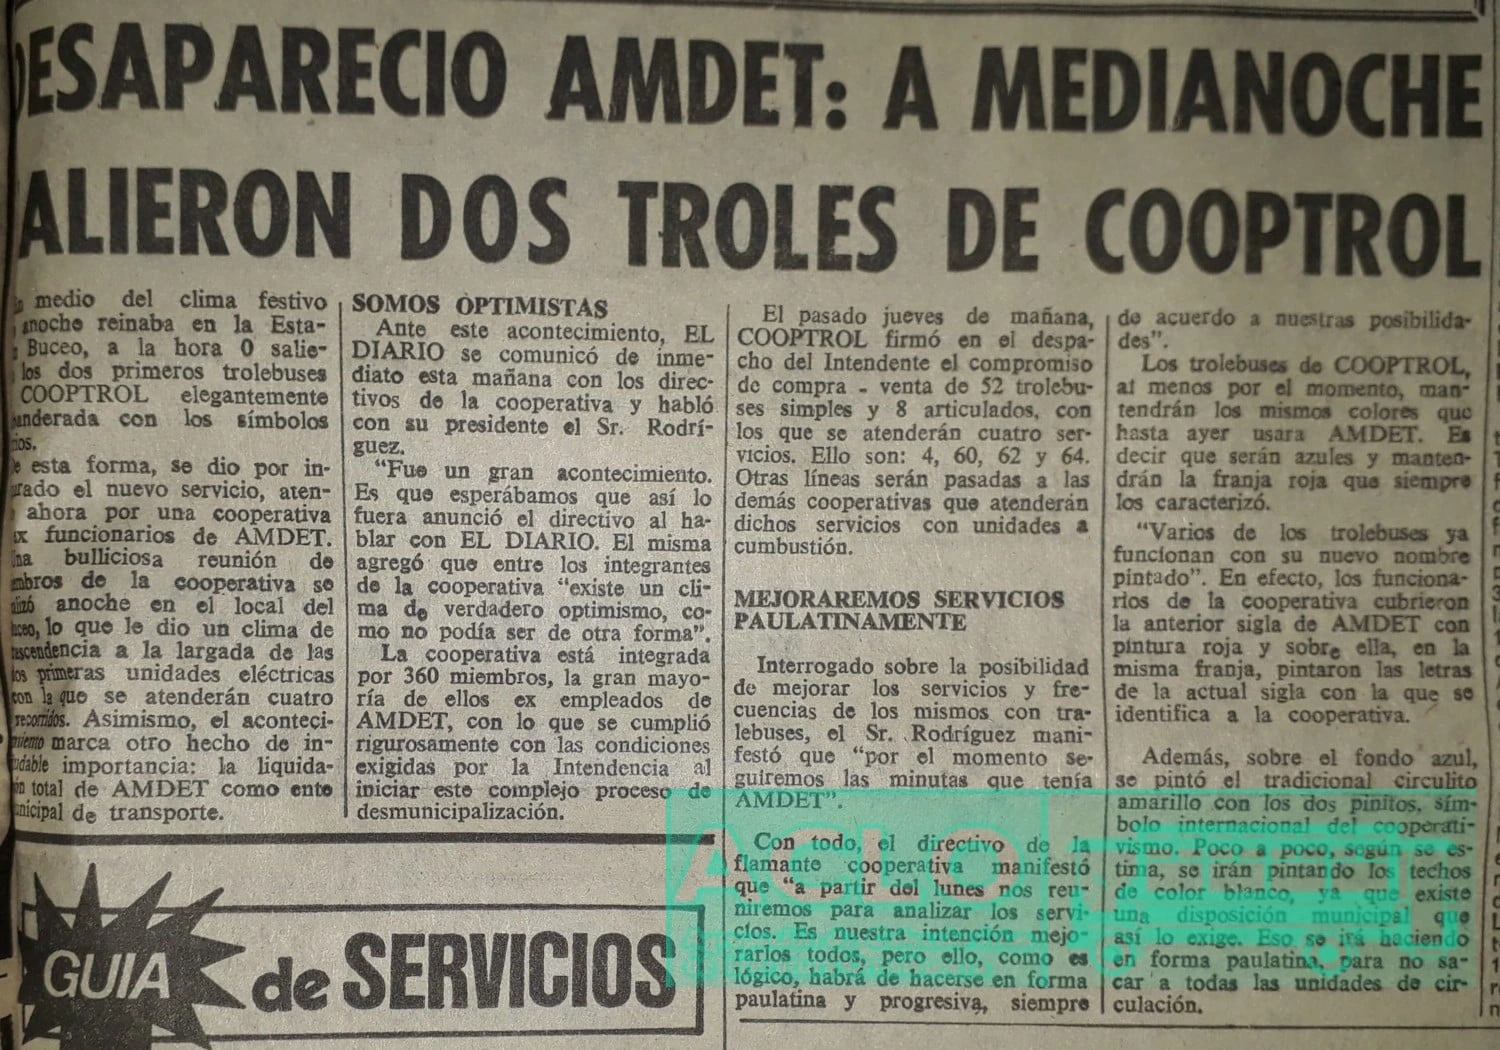 DESAPARECIO AMDET: A MEDIANOCHE
ALIERON DOS TROLES DE COOPTROL
medio del clima festivo
anoche reinaba en la Esta-
Buceo, a la hora 0 salie-
los dos primeros trolebuses
COOPTROL elegantemente
anderada con los símbolos
ios.
e esta forma, se dio por in-
urado el nuevo servicio, aten-
ahora por una cooperativa
ex funcionarios de AMDET.
Una bulliciosa reunión de
mbros de la cooperativa se
lizó anoche en el local del
uceo, lo que le dio un clima de
rascendencia a la largada de las
los primeras unidades eléctricas
con la que se atenderán cuatro
recorridos. Asimismo, el aconteci-
miento marca otro hecho de in-
udable importancia: la liquida-
ón total de AMDET como ente
unicipal de transporte.
SOMOS OPTIMISTAS
Ante este acontecimiento, EL
DIARIO se comunicó de inme-
diato esta mañana con los direc-
tivos de la cooperativa y habló
con su presidente el Sr. Rodrí-
guez.
"Fue un gran acontecimiento.
Es que esperábamos que así lo
fuera anunció el directivo al ha-
blar con EL DIARIO. El misma
agregó que entre los integrantes
de la cooperativa "existe un cli-
ma de verdadero optimismo, co-
mo no podía ser de otra forma".
La cooperativa está integrada
por 360 miembros, la gran mayo-
ría de ellos ex empleados de
AMDET, con lo que se cumplió
rigurosamente con las condiciones
exigidas por la Intendencia al
iniciar este complejo proceso de
desmunicipalización.
El pasado jueves de mañana,
COOPTROL firmó en el despa-
cho del Intendente el compromiso
de compra - venta de 52 trolebu-
ses simples y 8 articulados, con
los que se atenderán cuatro ser-
vicios. Ello son: 4, 60, 62 y 64.
Otras líneas serán pasadas a las
demás cooperativas que atenderán
dichos servicios con unidades a
cumbustión.
MEJORAREMOS SERVICIOS
PAULATINAMENTE
Interrogado sobre la posibilidad
de mejorar los servicios y fre-
cuencias de los mismos con tra-
lebuses, el Sr. Rodríguez mani-
festó que "por el momento se-
guiremos las minutas que tenía
AMDET".
Con todo, el directivo de la
flamante cooperativa manifestó
que "a partir del lunes nos reu-
niremos para analizar los servi-
cios. Es nuestra intención mejo-
rarlos todos, pero ello, como es
lógico, habrá de hacerse en forma
paulatina y progresiva, siempre
de acuerdo a nuestras posibilida-
des".
Los trolebuses de COOPTROL,
al menos por el momento, man-
tendrán los mismos colores que
hasta ayer usara AMDET. Es
decir que serán azules y manten-
drán la franja roja que siempre
los caracterizó.
"Varios de los trolebuses ya
funcionan con su nuevo nombre
pintado". En efecto, los funciona-
rios de la cooperativa cubrieron
la anterior sigla de AMDET con
pintura roja y sobre ella, en la
misma franja, pintaron las letras
de la actual sigla con la que se
identifica a la cooperativa.
Además, sobre el fondo azul,
se pintó el tradicional circulito
amarillo con los dos pinitos, sím-
bolo internacional del cooperati-
vismo. Poco a poco, según se es-
tima, se irán pintando los techos
de color blanco, ya que existe
una disposición municipal que
así lo exige. Eso se irá haciendo
en forma paulatina, para no sa-
car a todas las unidades de cir-
culación.
GUIA de SERVICIOS